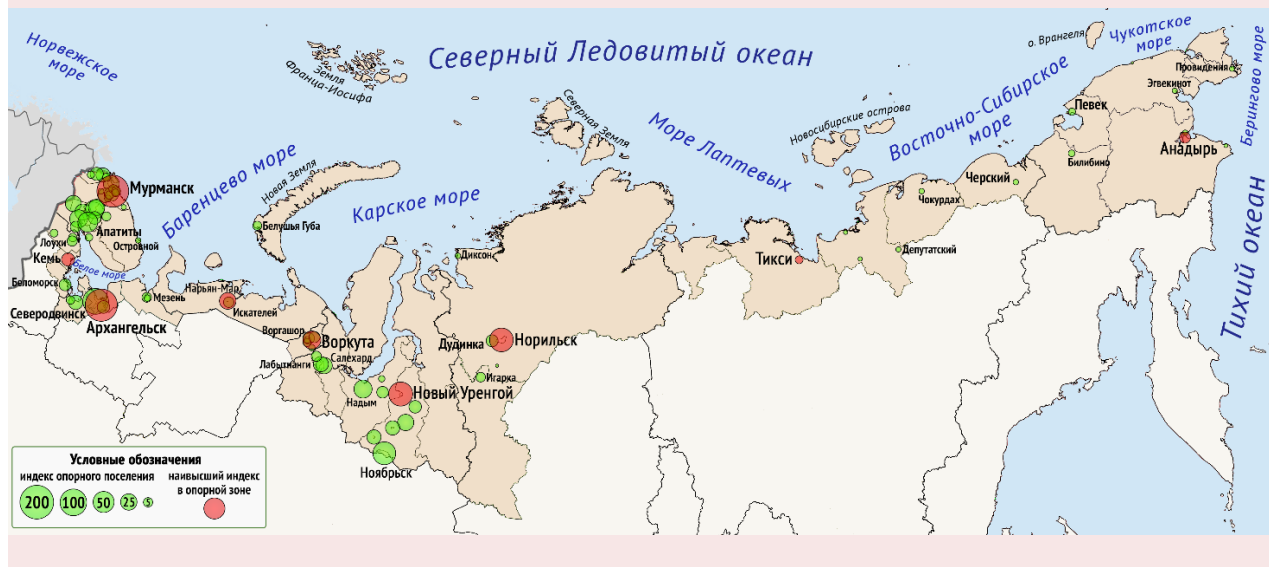 Норвежское
море
Северный Ледовитый океан
Земля
Франца-Иосифа
Северная Земля
Море Лаптевых
Новосибирские острова
Восточно-Сибирское
море
о. Врангеля
Чукотское
море
Берингово море
Тихий океан
Баренцево море
Новая Земля
Карское море
Белое море
Провидения
Эгвекинот
Певек
Анадырь
Билибино
Черский
Чокурдах
Депутатский
Тикси
Мурманск
Апатиты
Лоухи
Островной
Кемь
Беломорск
Северодвинск
Архангельск
Мезень
Нарьян-Мар
Искателей
Белушья Губа
Диксон
Воргашор
Воркута
Салехард
Лабытнанги
Дудинка
Норильск
Игарка
Надым
Новый Уренгой
Ноябрьск
Условные обозначения
индекс опорного поселения
200 100 50 25 5
наивысший индекс
в опорной зоне